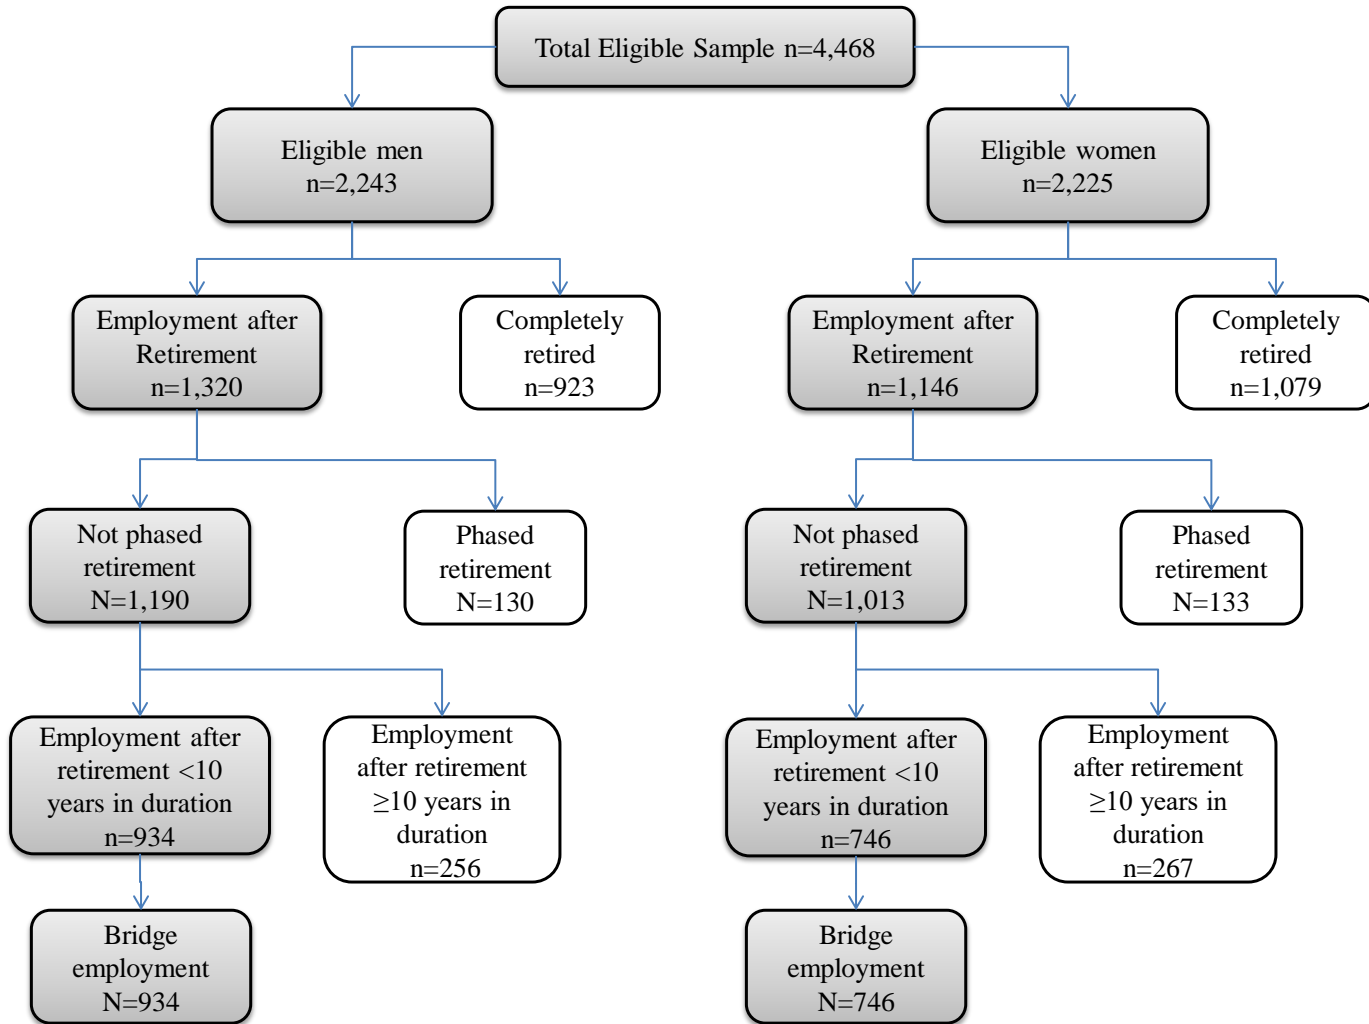 Total Eligible Sample n=4,468
Eligible men
n=2,243
Eligible women
n=2,225
Employment after
Retirement
n=1,320
Completely
retired
n=923
Employment after
Retirement
n=1,146
Completely
retired
n=1,079
Not phased
retirement
N=1,190
Phased
retirement
N=130
Not phased
retirement
N=1,013
Phased
retirement
N=133
Employment after
retirement <10
years in duration
n=934
Employment
after retirement
≥10 years in
duration
n=256
Employment after
retirement <10
years in duration
n=746
Employment
after retirement
≥10 years in
duration
n=267
Bridge
employment
N=934
Bridge
employment
N=746